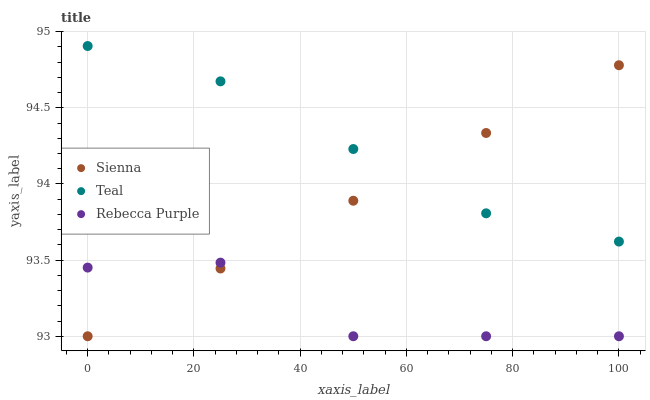 title
95
94.5
94
93.5
93
yaxis_label
Sienna
Teal
Rebecca Purple
0 20 40 60 80 100
xaxis_label